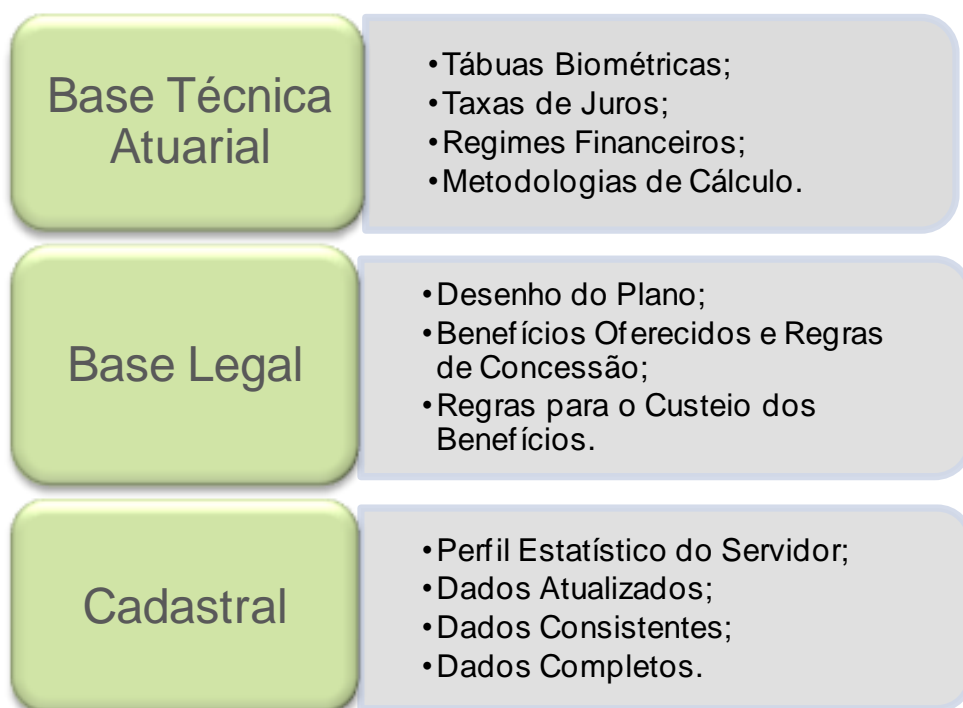 Base Técnica
Atuarial
•Tábuas Biométricas;
•Taxas de Juros;
•Regimes Financeiros;
•Metodologias de Cálculo.
Base Legal
•Desenho do Plano;
•Benefícios Oferecidos e Regras
de Concessão;
•Regras para o Custeio dos
Benefícios.
Cadastral
•Perfil Estatístico do Servidor;
•Dados Atualizados;
•Dados Consistentes;
•Dados Completos.